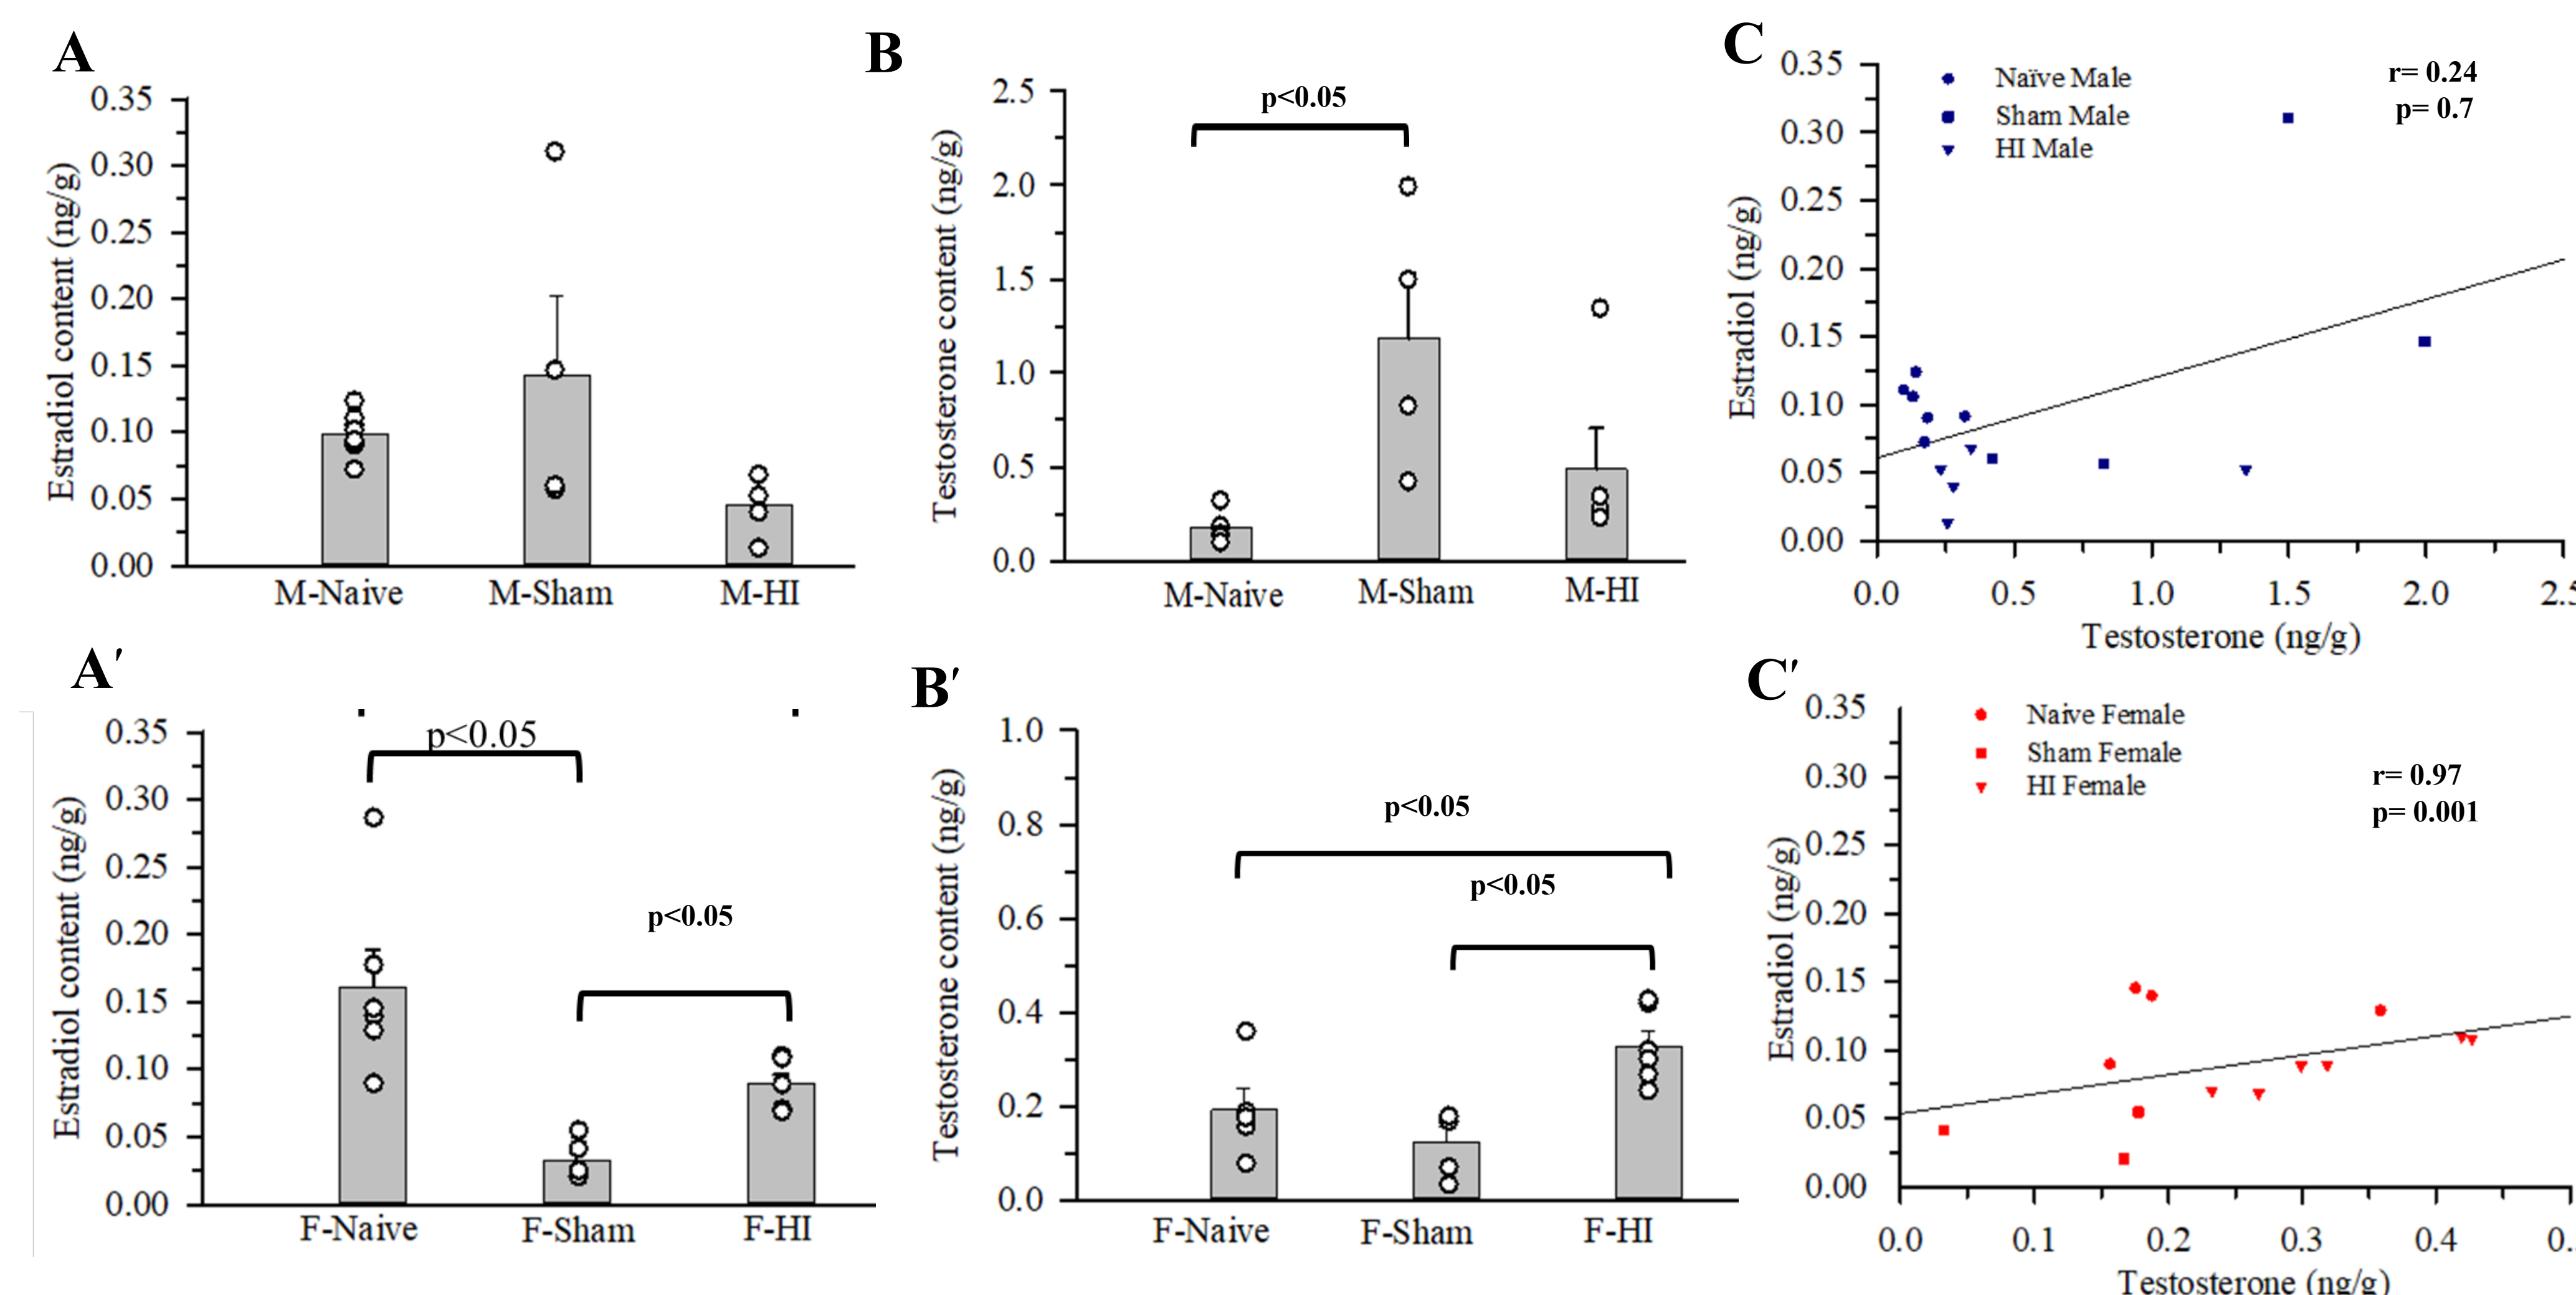 A
Estradiol content (ng/g)
0.35
0.30
0.25
0.20
0.15
0.10
0.05
0.00
M-Naive
M-Sham
M-HI
B
Testosterone content (ng/g)
2.5
2.0
1.5
1.0
0.5
0.0
p<0.05
M-Naive
M-Sham
M-HI
C
Estradiol (ng/g)
0.35
0.30
0.25
0.20
0.15
0.10
0.05
0.00
Naïve Male
Sham Male
HI Male
r= 0.24
p= 0.7
0.0
0.5
1.0
1.5
2.0
2.5
Testosterone (ng/g)
A′
Estradiol content (ng/g)
0.35
0.30
0.25
0.20
0.15
0.10
0.05
0.00
p<0.05
p<0.05
F-Naive
F-Sham
F-HI
B′
Testosterone content (ng/g)
1.0
0.8
0.6
0.4
0.2
0.0
p<0.05
p<0.05
F-Naive
F-Sham
F-HI
C′
Estradiol (ng/g)
0.35
0.30
0.25
0.20
0.15
0.10
0.05
0.00
Naive Female
Sham Female
HI Female
r= 0.97
p= 0.001
0.0
0.1
0.2
0.3
0.4
0.
Testosterone (ng/g)